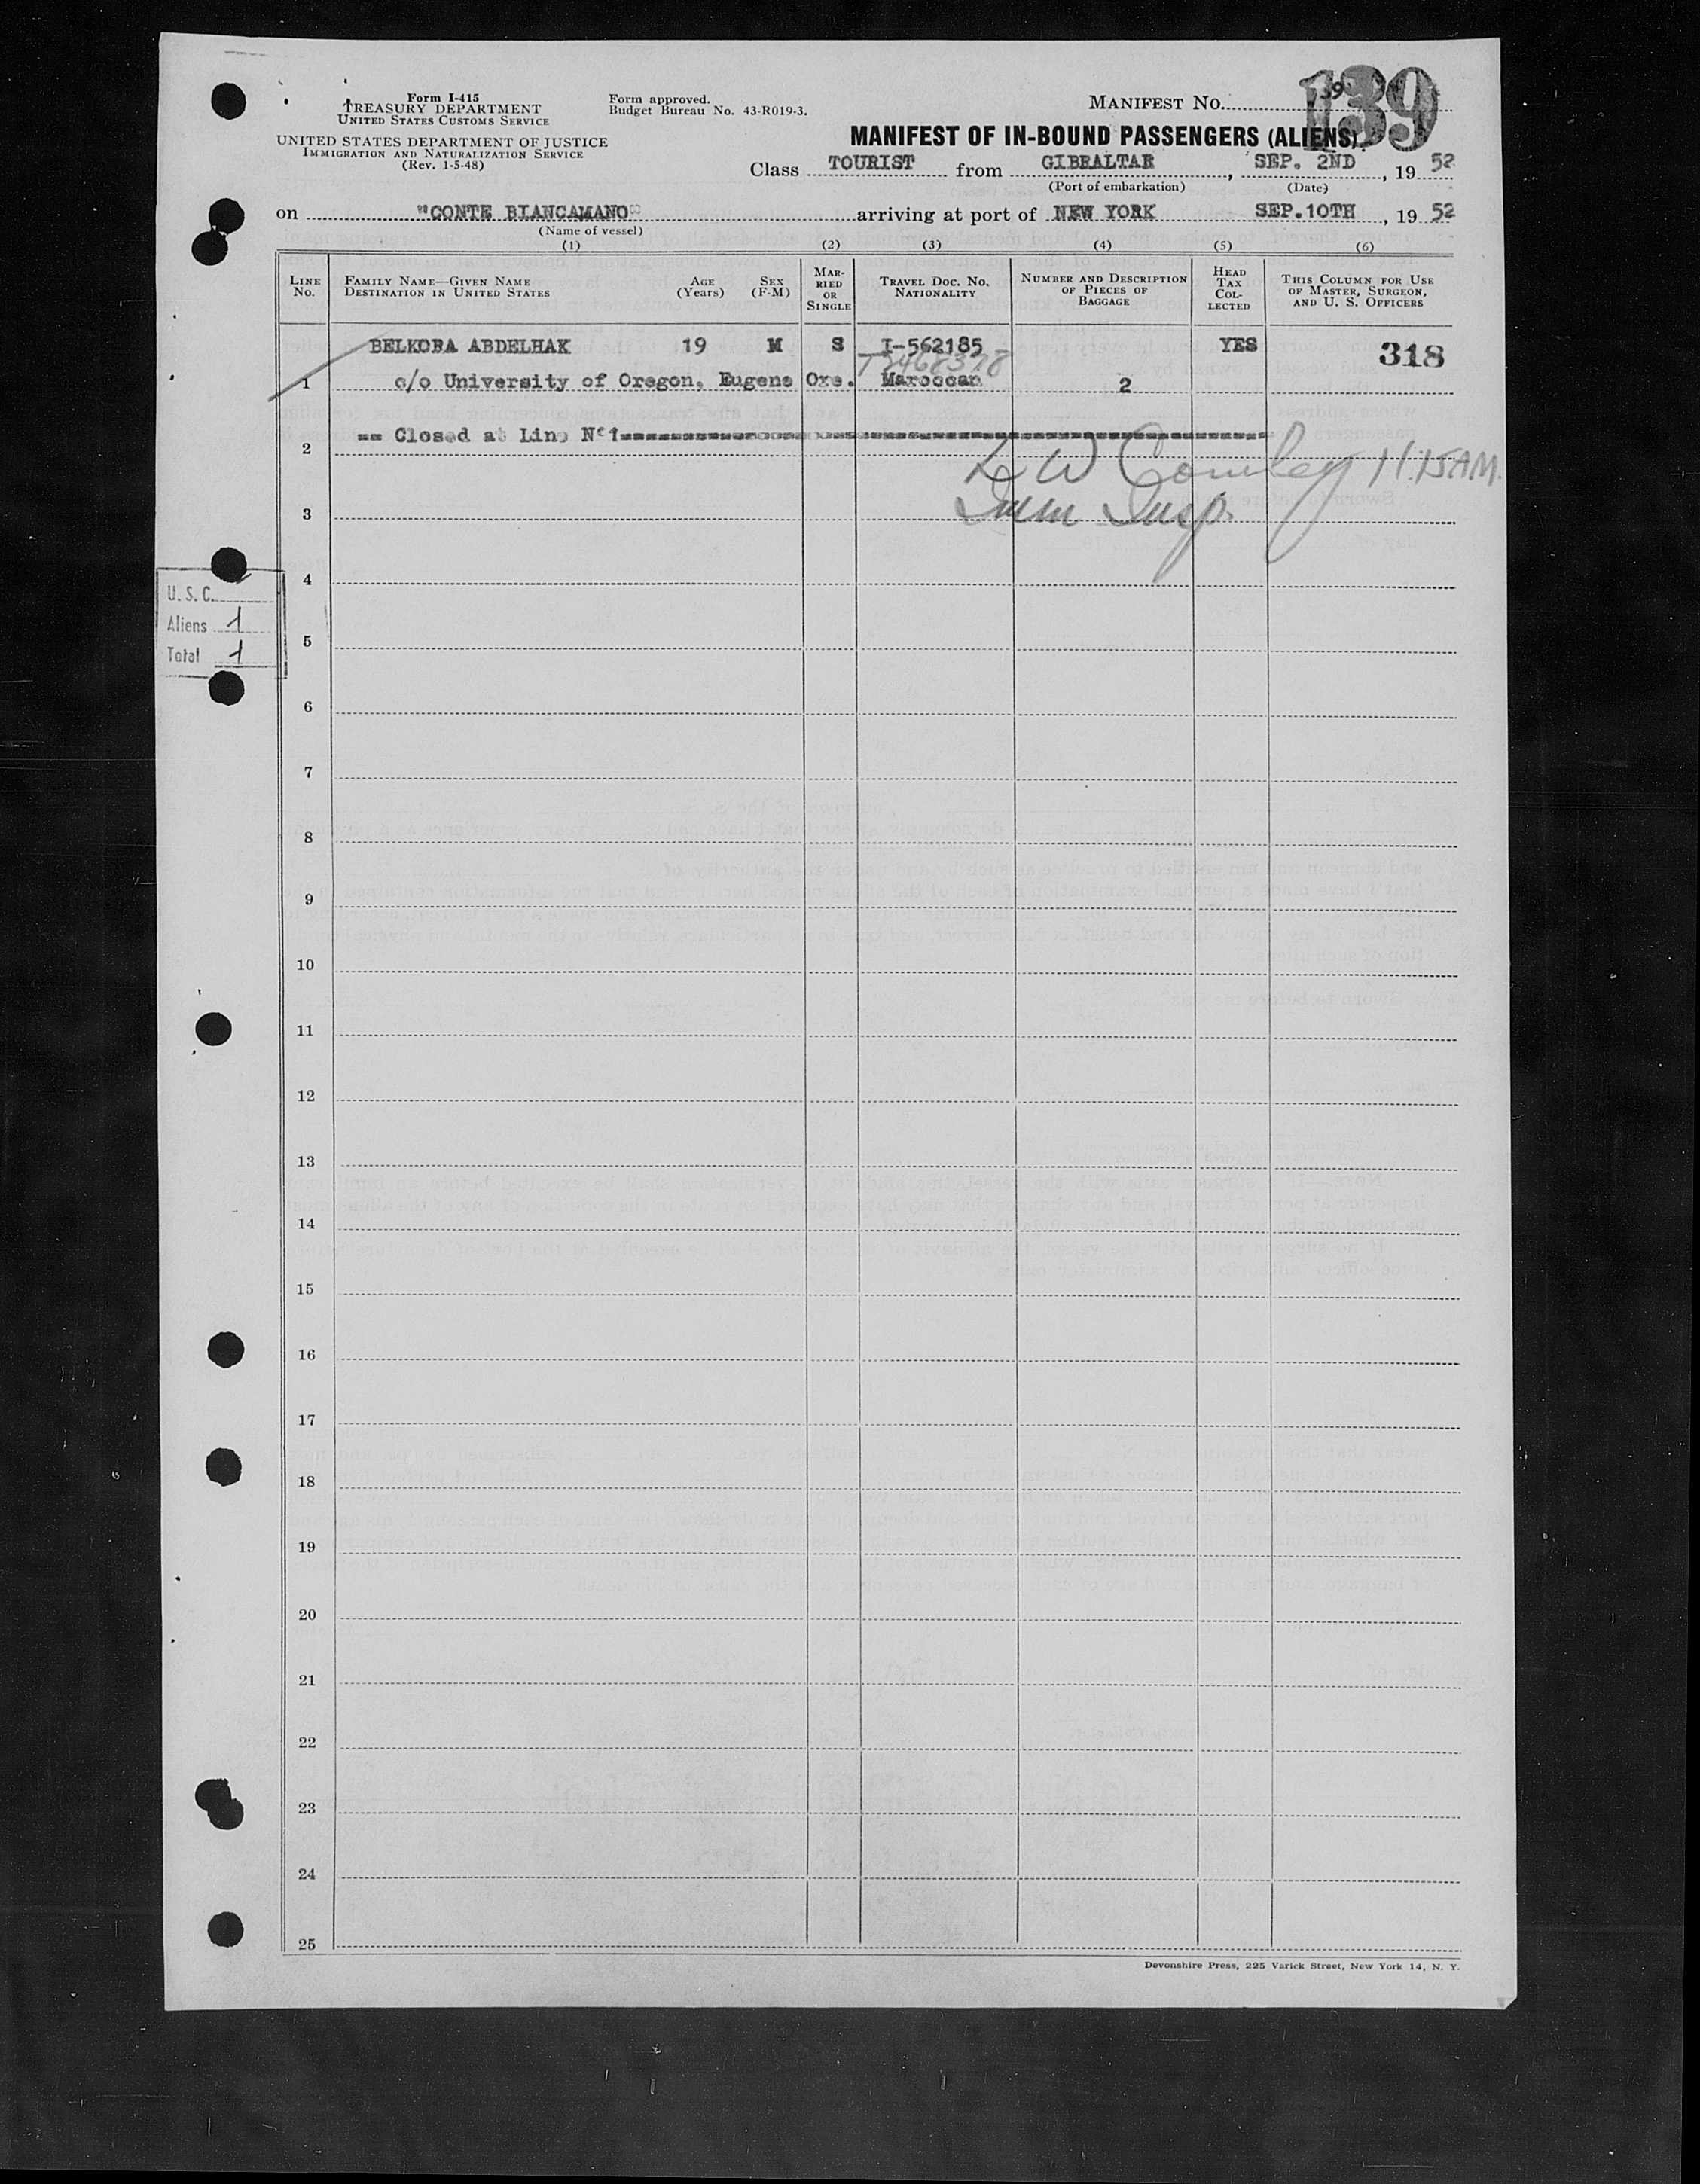 Form I-415
TREASURY DEPARTMENT
UNITED STATES CUSTOMS SERVICE
UNITED STATES DEPARTMENT OF JUSTICE
IMMIGRATION AND NATURALIZATION SERVICE
(Rev. 1-5-48)
Form approved.
Budget Bureau No. 43-R019-3.
MANIFEST NO. 39
139
MANIFEST OF IN-BOUND PASSENGERS (ALIENS)
Class TOURIST from GIBRALTAR, SEP. 2ND, 19 52
(Port of embarkation) (Date)
on "CONTE BIANCAMANO" arriving at port of NEW YORK SEP.10TH, 19 52
(Name of vessel)
(1) (2) (3) (4) (5) (6)
LINE No.
FAMILY NAME—GIVEN NAME
DESTINATION IN UNITED STATES
AGE (Years)
SEX (F-M)
MARRIED OR SINGLE
TRAVEL DOC. NO. NATIONALITY
NUMBER AND DESCRIPTION OF PIECES OF BAGGAGE
HEAD TAX COLLECTED
THIS COLUMN FOR USE OF MASTER, SURGEON, AND U. S. OFFICERS
BELKORA ABDELHAK 19 M S I-562185 YES 318
T3468378
1 c/o University of Oregon, Eugene Ore. Maroccan 2
-- Closed at Line Nº1
2
Cowley 11:15 AM.
Imm Insp.
3
4
U. S. C.
Aliens 1
Total 1
5
6
7
8
9
10
11
12
13
14
15
16
17
18
19
20
21
22
23
24
25
Devonshire Press, 225 Varick Street, New York 14, N. Y.